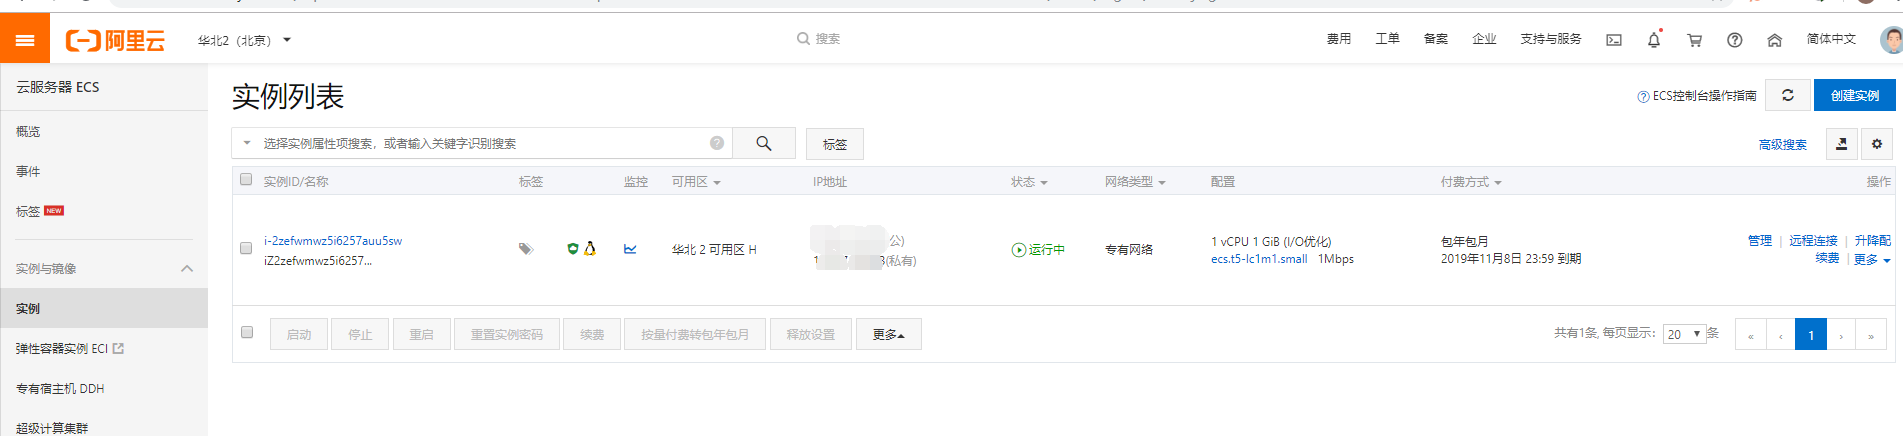 阿里云 华北2（北京） 搜索 费用 工单 备案 企业 支持与服务 简体中文
云服务器 ECS
概览
事件
标签 NEW
实例与镜像
实例
弹性容器实例 ECI
专有宿主机 DDH
超级计算集群
实例列表
ECS控制台操作指南 创建实例
选择实例属性项搜索，或者输入关键字识别搜索 标签 高级搜索
实例ID/名称 标签 监控 可用区 IP地址 状态 网络类型 配置 付费方式 操作
i-2zefwmwz5i6257auu5sw
iZ2zefwmwz5i6257...
华北 2 可用区 H
公)
(私有)
运行中
专有网络
1 vCPU 1 GiB (I/O优化)
ecs.t5-lc1m1.small 1Mbps
包年包月
2019年11月8日 23:59 到期
管理 | 远程连接 | 升降配
续费 | 更多
启动 停止 重启 重置实例密码 续费 按量付费转包年包月 释放设置 更多 共有1条, 每页显示： 20 条 « ‹ 1 › »